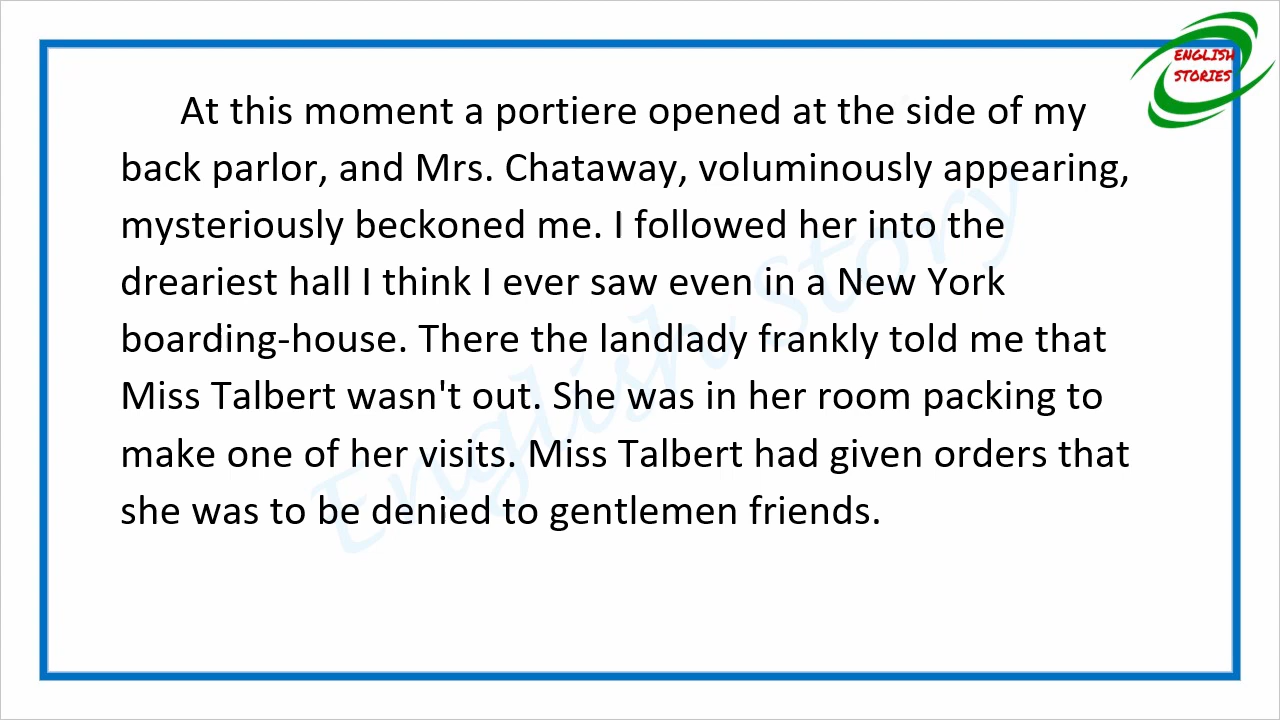 ENGLISH
STORIES
At this moment a portiere opened at the side of my
back parlor, and Mrs. Chataway, voluminously appearing,
mysteriously beckoned me. I followed her into the
dreariest hall I think I ever saw even in a New York
boarding-house. There the landlady frankly told me that
Miss Talbert wasn't out. She was in her room packing to
make one of her visits. Miss Talbert had given orders that
she was to be denied to gentlemen friends.
English Story